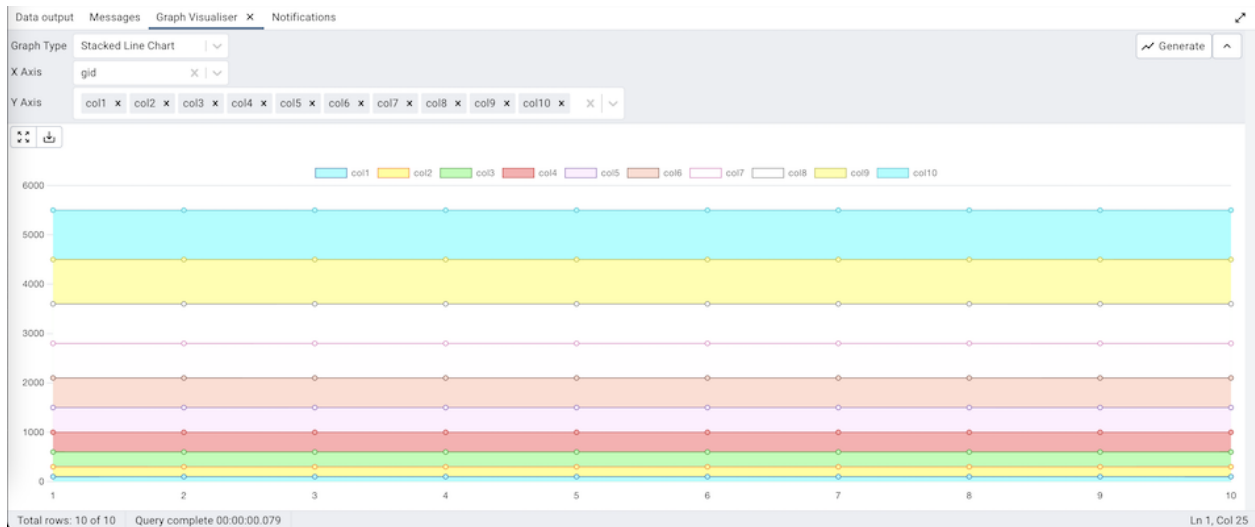 Data output Messages Graph Visualiser × Notifications
Graph Type Stacked Line Chart Generate
X Axis gid
Y Axis col1 × col2 × col3 × col4 × col5 × col6 × col7 × col8 × col9 × col10 ×
col1 col2 col3 col4 col5 col6 col7 col8 col9 col10
6000
5000
4000
3000
2000
1000
0
1 2 3 4 5 6 7 8 9 10
Total rows: 10 of 10 Query complete 00:00:00.079 Ln 1, Col 25